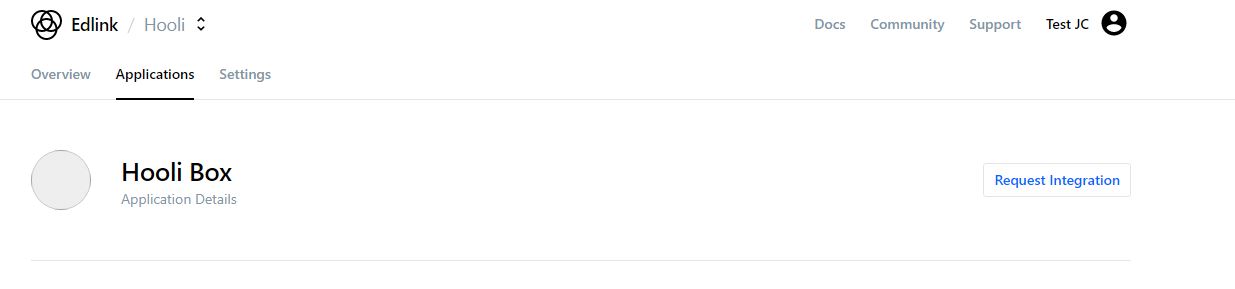 Edlink / Hooli Docs Community Support Test JC
Overview Applications Settings
Hooli Box
Application Details
Request Integration